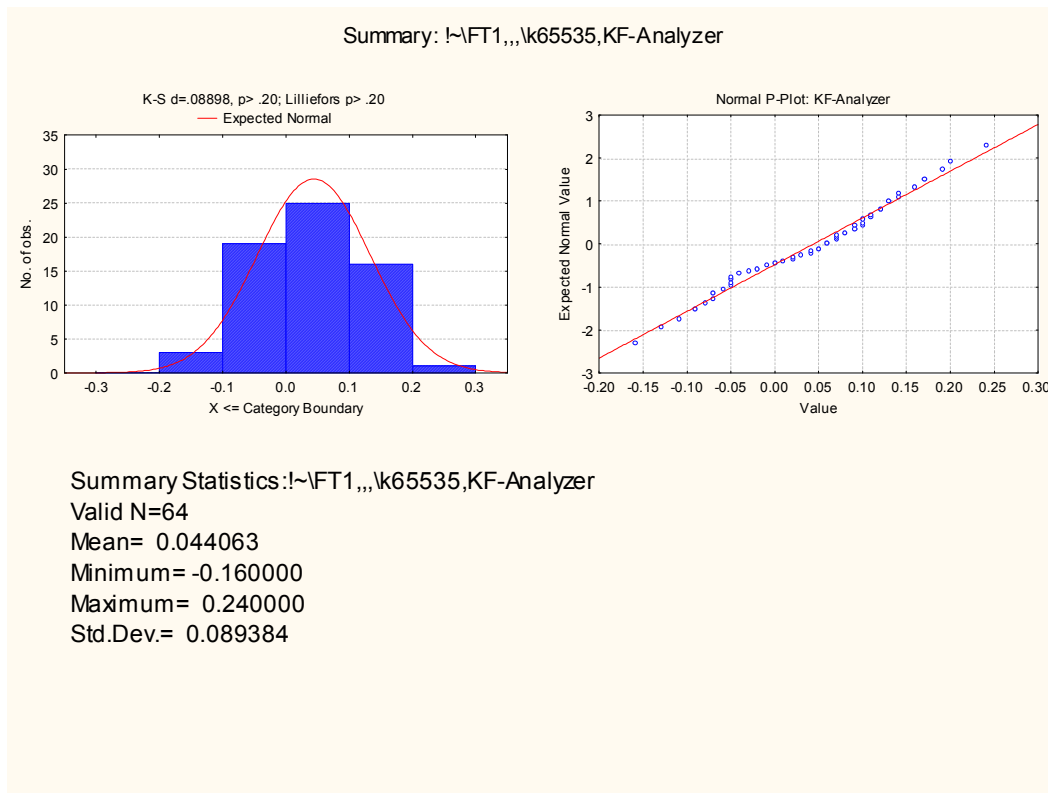 Summary: !~\FT1,,,\k65535,KF-Analyzer
K-S d=.08898, p> .20; Lilliefors p> .20
Expected Normal
35
30
25
20
15
10
5
0
No. of obs.
-0.3 -0.2 -0.1 0.0 0.1 0.2 0.3
X <= Category Boundary
Normal P-Plot: KF-Analyzer
3
2
1
0
-1
-2
-3
Expected Normal Value
-0.20 -0.15 -0.10 -0.05 0.00 0.05 0.10 0.15 0.20 0.25 0.30
Value
Summary Statistics:!~\FT1,,,\k65535,KF-Analyzer
Valid N=64
Mean= 0.044063
Minimum= -0.160000
Maximum= 0.240000
Std.Dev.= 0.089384